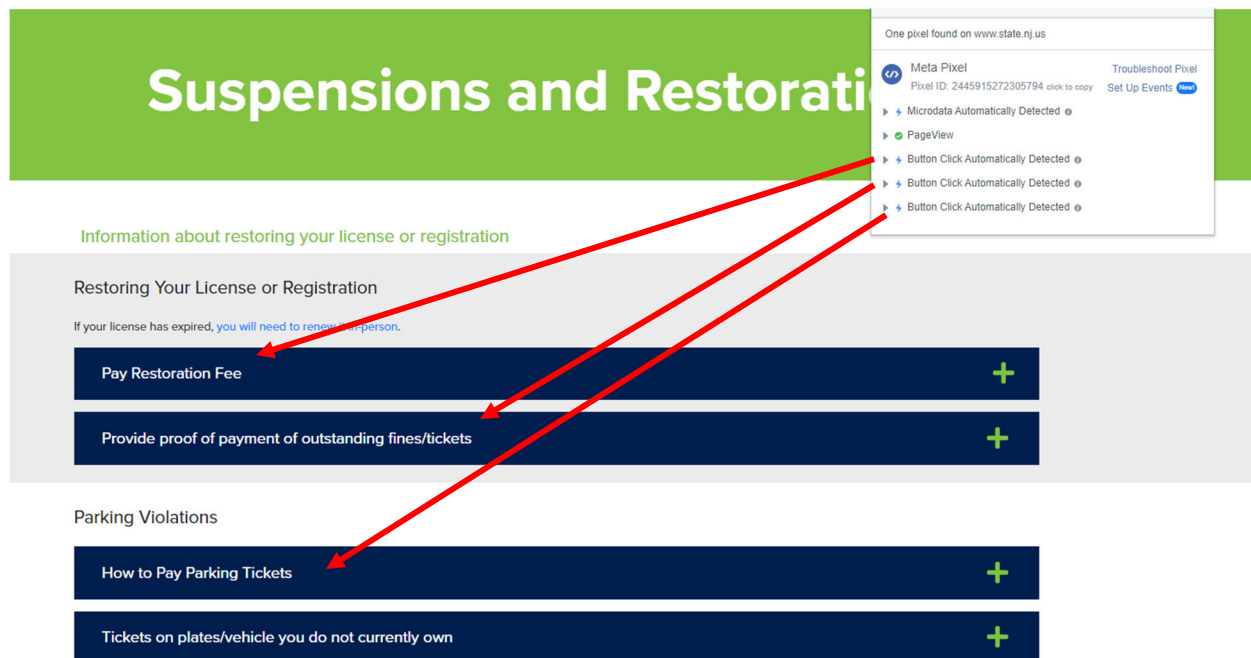 Suspensions and Restorati
One pixel found on www.state.nj.us
Meta Pixel
Troubleshoot Pixel
Pixel ID: 2445915272305794 click to copy
Set Up Events New!
Microdata Automatically Detected
PageView
Button Click Automatically Detected
Button Click Automatically Detected
Button Click Automatically Detected
Information about restoring your license or registration
Restoring Your License or Registration
If your license has expired, you will need to renew it in-person.
Pay Restoration Fee
Provide proof of payment of outstanding fines/tickets
Parking Violations
How to Pay Parking Tickets
Tickets on plates/vehicle you do not currently own